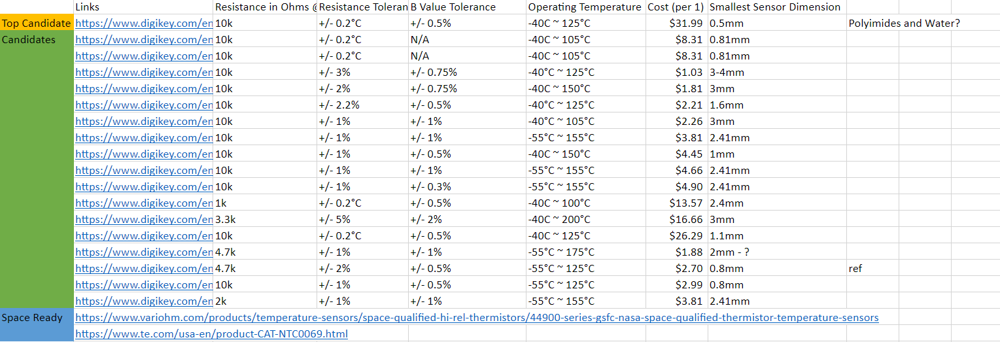 Links Resistance in Ohms @ Resistance Toleran B Value Tolerance Operating Temperature Cost (per 1) Smallest Sensor Dimension
Top Candidate https://www.digikey.com/en 10k +/- 0.2°C +/- 0.5% -40C ~ 125°C $31.99 0.5mm Polyimides and Water?
Candidates https://www.digikey.com/en 10k +/- 0.2°C N/A -40C ~ 105°C $8.31 0.81mm
https://www.digikey.com/en 10k +/- 0.2°C N/A -40C ~ 105°C $8.31 0.81mm
https://www.digikey.com/en 10k +/- 3% +/- 0.75% -40°C ~ 125°C $1.03 3-4mm
https://www.digikey.com/en 10k +/- 2% +/- 0.75% -40C ~ 150°C $1.81 3mm
https://www.digikey.com/en 10k +/- 2.2% +/- 0.5% -40°C ~ 125°C $2.21 1.6mm
https://www.digikey.com/en 10k +/- 1% +/- 1% -40°C ~ 105°C $2.26 3mm
https://www.digikey.com/en 10k +/- 1% +/- 1% -55°C ~ 155°C $3.81 2.41mm
https://www.digikey.com/en 10k +/- 1% +/- 0.5% -40C ~ 150°C $4.45 1mm
https://www.digikey.com/en 10k +/- 1% +/- 1% -55°C ~ 155°C $4.66 2.41mm
https://www.digikey.com/en 10k +/- 1% +/- 0.3% -55°C ~ 155°C $4.90 2.41mm
https://www.digikey.com/en 1k +/- 0.2°C +/- 0.5% -40C ~ 100°C $13.57 2.4mm
https://www.digikey.com/en 3.3k +/- 5% +/- 2% -40C ~ 200°C $16.66 3mm
https://www.digikey.com/en 10k +/- 0.2°C +/- 0.5% -40C ~ 125°C $26.29 1.1mm
https://www.digikey.com/en 4.7k +/- 1% +/- 1% -55°C ~ 175°C $1.88 2mm - ?
https://www.digikey.com/en 4.7k +/- 2% +/- 0.5% -55°C ~ 125°C $2.70 0.8mm ref
https://www.digikey.com/en 10k +/- 1% +/- 0.5% -55°C ~ 125°C $2.99 0.8mm
https://www.digikey.com/en 2k +/- 1% +/- 1% -55°C ~ 155°C $3.81 2.41mm
Space Ready https://www.variohm.com/products/temperature-sensors/space-qualified-hi-rel-thermistors/44900-series-gsfc-nasa-space-qualified-thermistor-temperature-sensors
https://www.te.com/usa-en/product-CAT-NTC0069.html